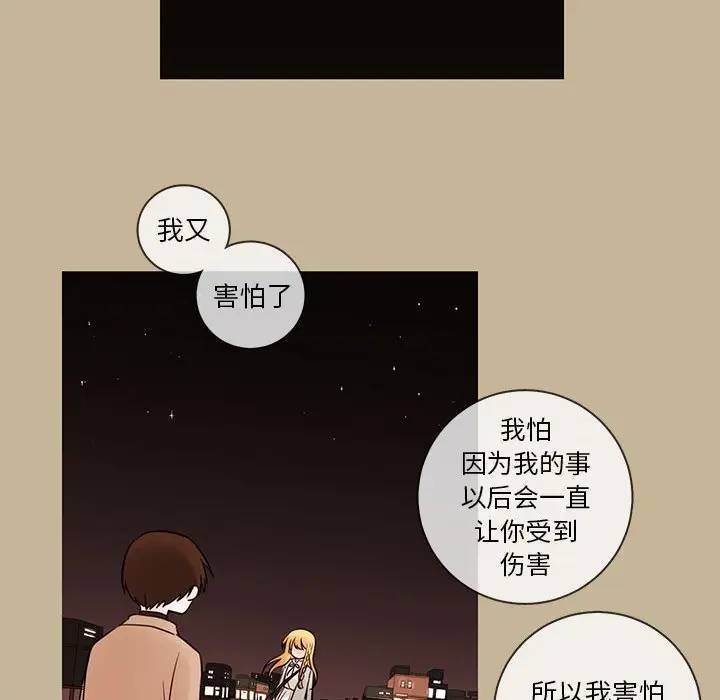 我又
害怕了
我怕
因为我的事
以后会一直
让你受到
伤害
所以我害怕